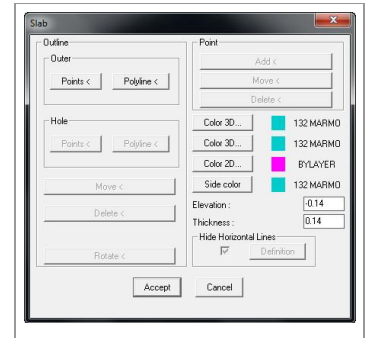 Slab
Outline
Outer
Points <
Polyline <
Hole
Points <
Polyline <
Move <
Delete <
Rotate <
Point
Add <
Move <
Delete <
Color 3D...
132 MARMO
Color 3D...
132 MARMO
Color 2D...
BYLAYER
Side color
132 MARMO
Elevation :
-0.14
Thickness :
0.14
Hide Horizontal Lines
Definition
Accept
Cancel